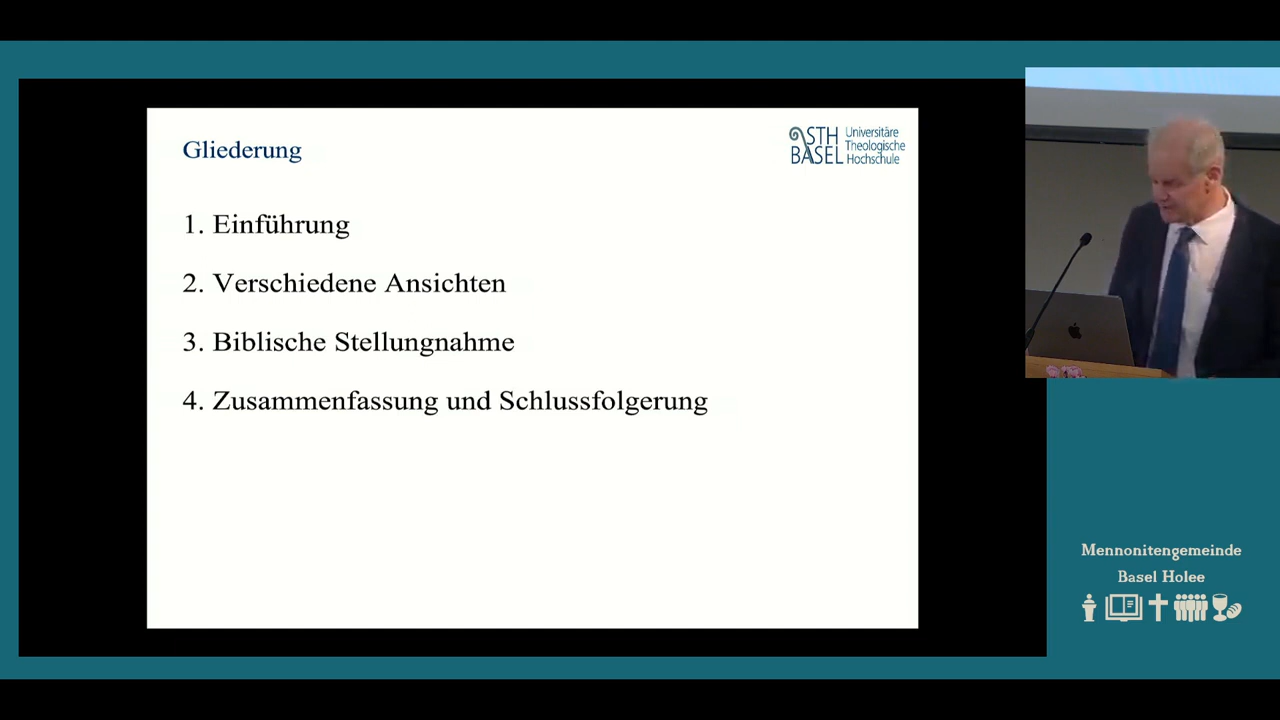 Gliederung
STH BASEL
Universitäre
Theologische
Hochschule
1. Einführung
2. Verschiedene Ansichten
3. Biblische Stellungnahme
4. Zusammenfassung und Schlussfolgerung
Mennonitengemeinde
Basel Holee